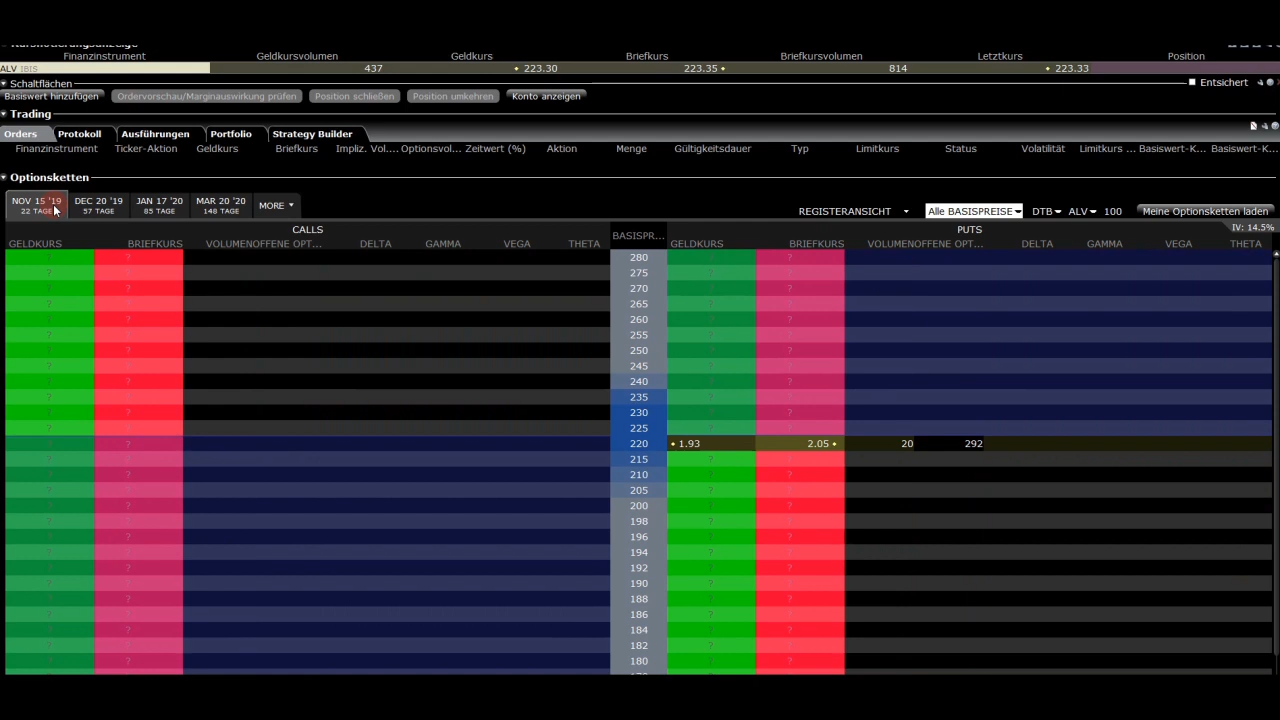 Kursnotierungsanzeige
Finanzinstrument Geldkursvolumen Geldkurs Briefkurs Briefkursvolumen Letztkurs Position
ALV IBIS 437 223.30 223.35 814 223.33
Schaltflächen Entsichert
Basiswert hinzufügen Ordervorschau/Marginauswirkung prüfen Position schließen Position umkehren Konto anzeigen
Trading
Orders Protokoll Ausführungen Portfolio Strategy Builder
Finanzinstrument Ticker-Aktion Geldkurs Briefkurs Impliz. Vol.... Optionsvol... Zeitwert (%) Aktion Menge Gültigkeitsdauer Typ Limitkurs Status Volatilität Limitkurs ... Basiswert-K... Basiswert-K...
Optionsketten
NOV 15 '19 DEC 20 '19 JAN 17 '20 MAR 20 '20 MORE
22 TAGE 57 TAGE 85 TAGE 148 TAGE
REGISTERANSICHT Alle BASISPREISE DTB ALV 100 Meine Optionsketten laden
CALLS BASISPR... PUTS IV: 14.5%
GELDKURS BRIEFKURS VOLUMEN OFFENE OPT... DELTA GAMMA VEGA THETA GELDKURS BRIEFKURS VOLUMEN OFFENE OPT... DELTA GAMMA VEGA THETA
? ? 280 ? ?
? ? 275 ? ?
? ? 270 ? ?
? ? 265 ? ?
? ? 260 ? ?
? ? 255 ? ?
? ? 250 ? ?
? ? 245 ? ?
? ? 240 ? ?
? ? 235 ? ?
? ? 230 ? ?
? ? 225 ? ?
? ? 220 1.93 2.05 20 292
? ? 215 ? ?
? ? 210 ? ?
? ? 205 ? ?
? ? 200 ? ?
? ? 198 ? ?
? ? 196 ? ?
? ? 194 ? ?
? ? 192 ? ?
? ? 190 ? ?
? ? 188 ? ?
? ? 186 ? ?
? ? 184 ? ?
? ? 182 ? ?
? ? 180 ? ?